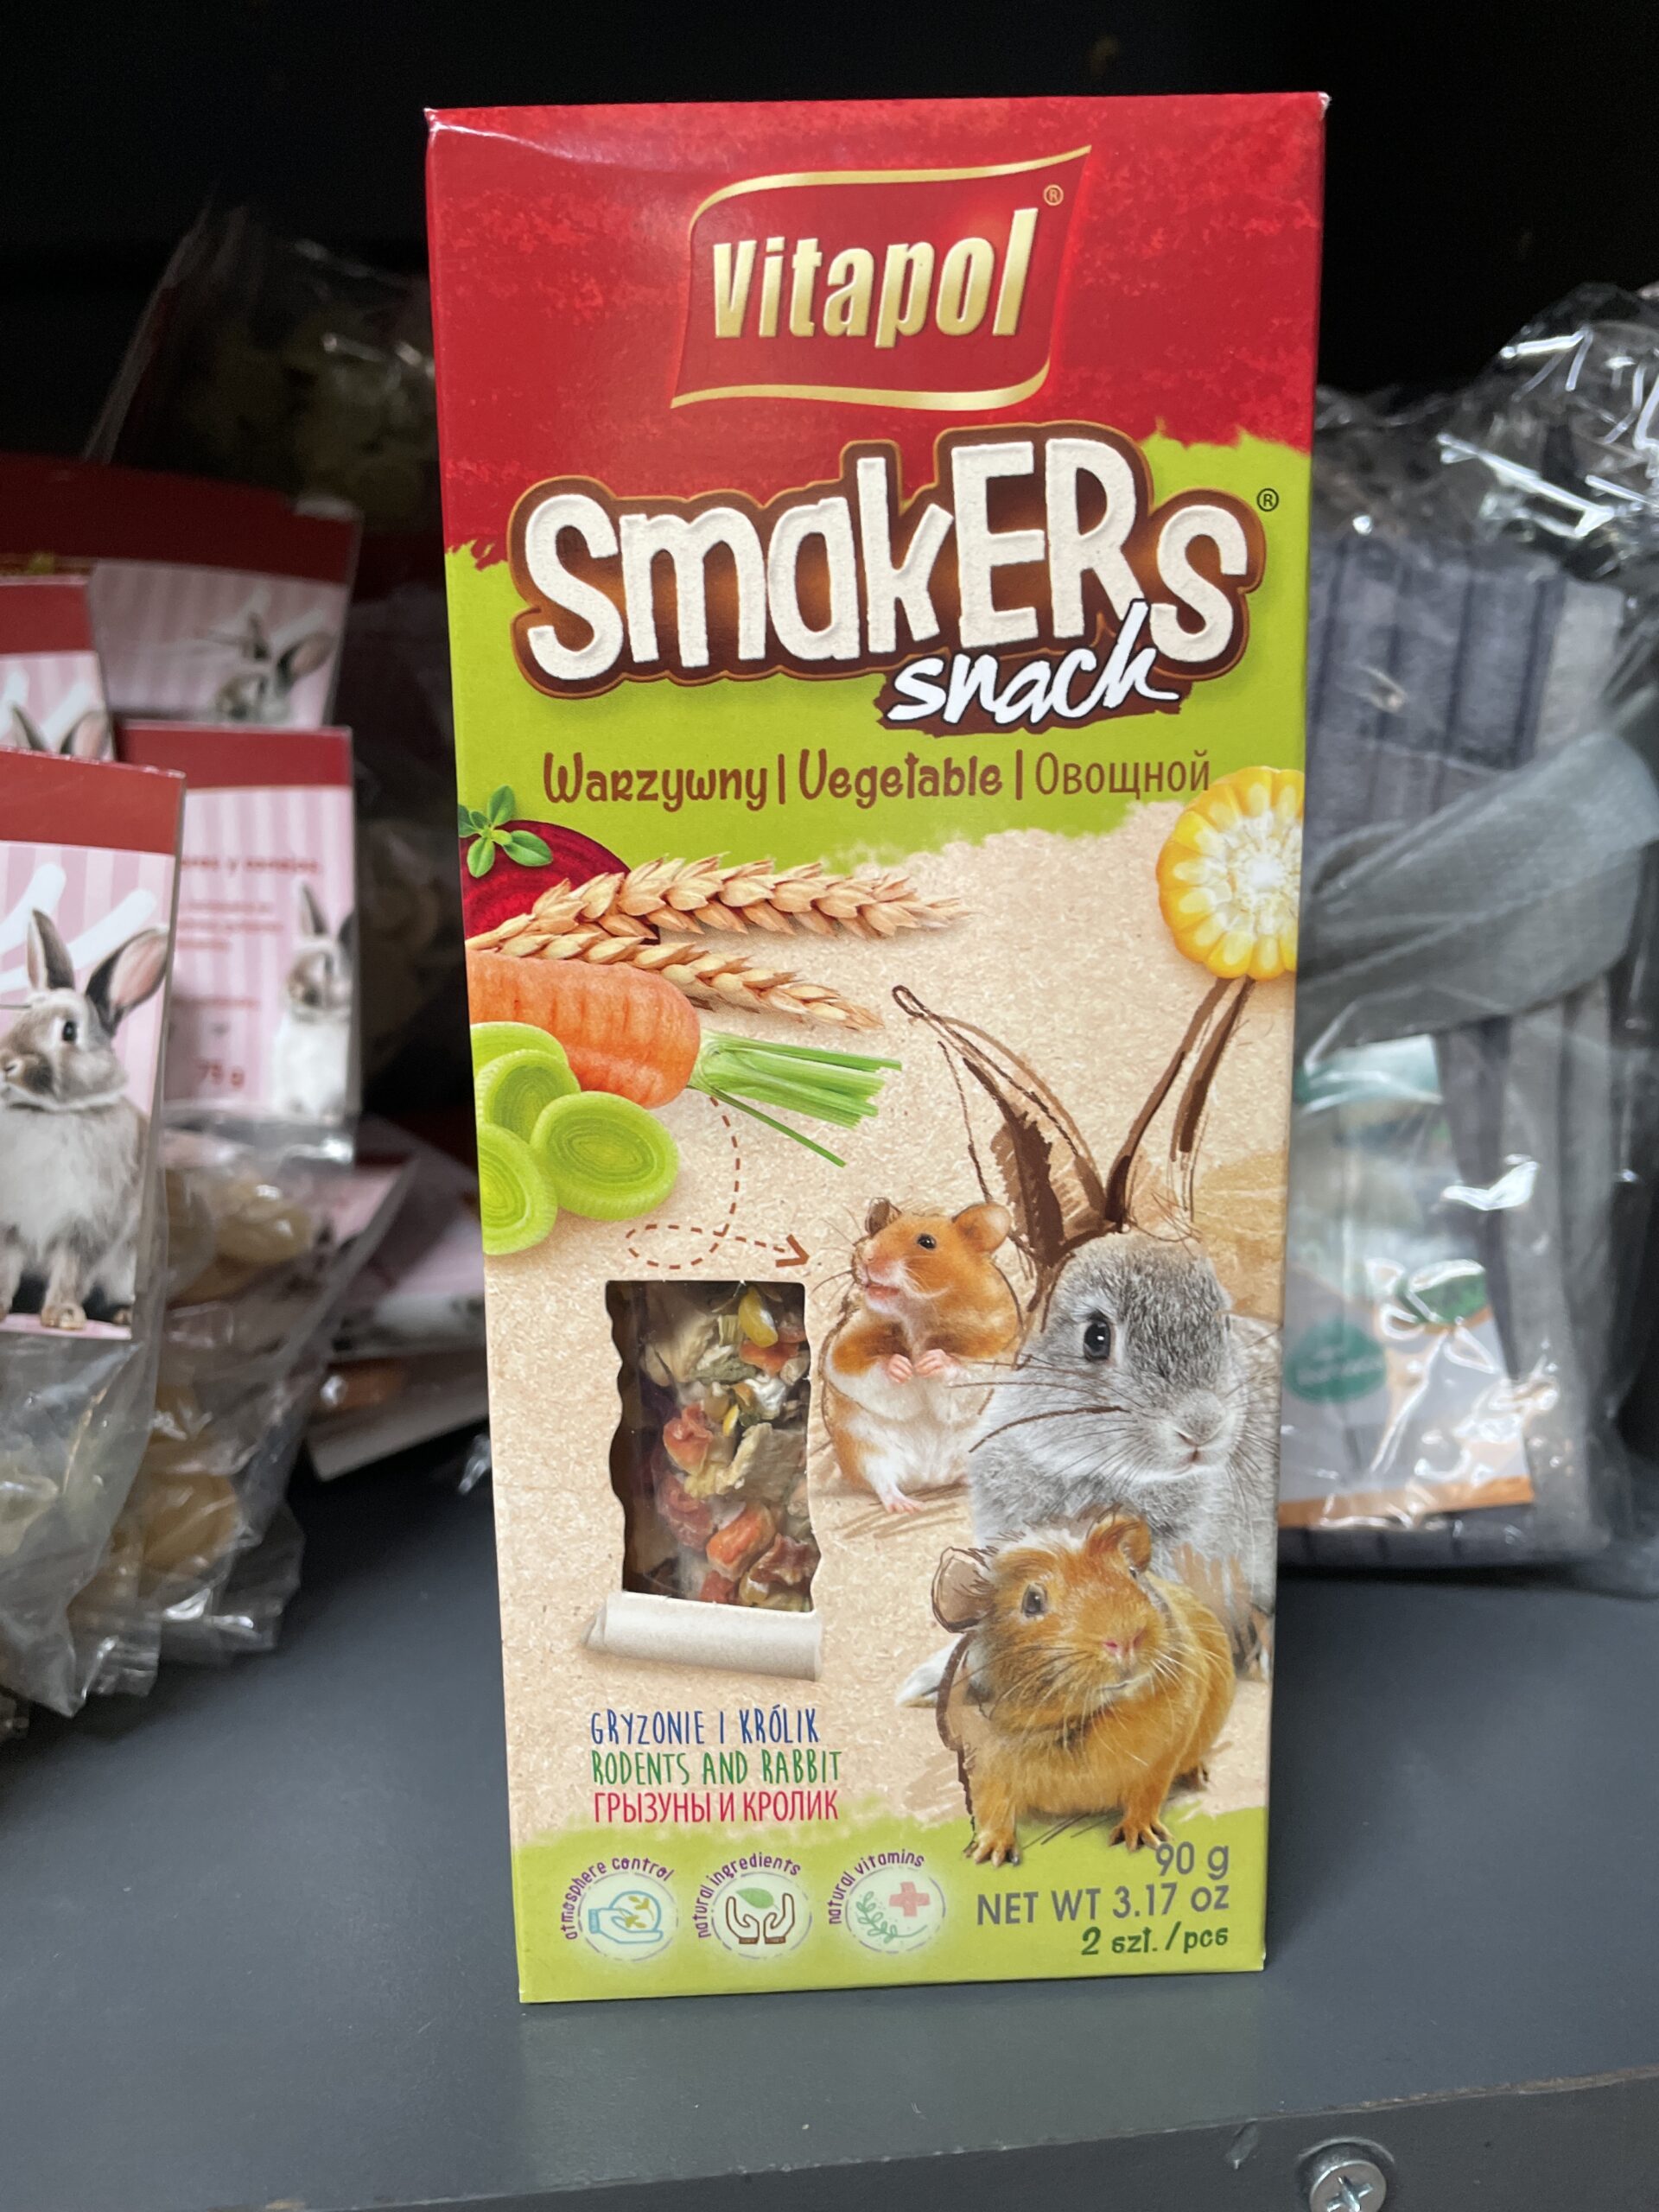 Vitapol®
SmakERs®
snack
Warzywny | Vegetable | Овощной
GRYZONIE I KRÓLIK
RODENTS AND RABBIT
ГРЫЗУНЫ И КРОЛИК
atmosphere control
natural ingredients
natural vitamins
90 g
NET WT 3.17 oz
2 szt. / pcs
75 g